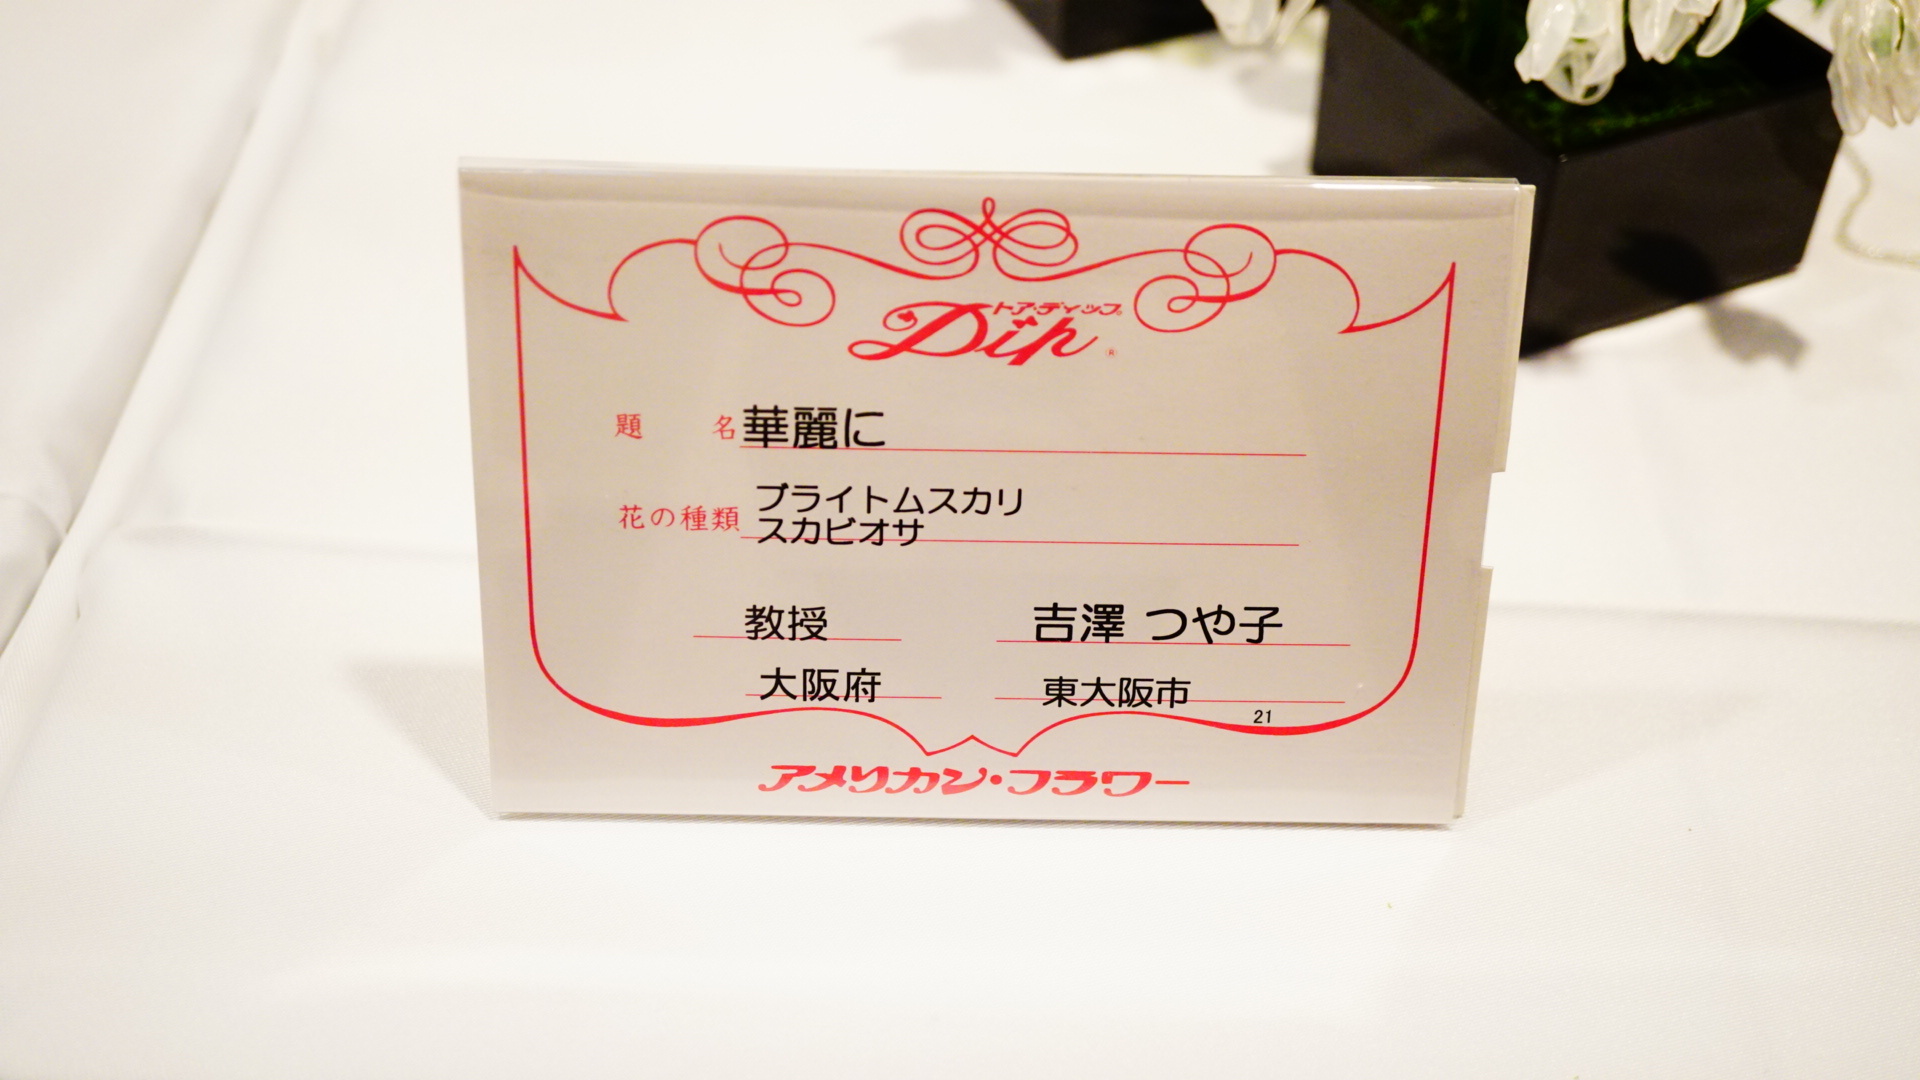 トア・ディップ®
Dip®
題　名 華麗に
花の種類 ブライトムスカリ
スカビオサ
教授 吉澤 つや子
大阪府 東大阪市
21
アメリカン・フラワー